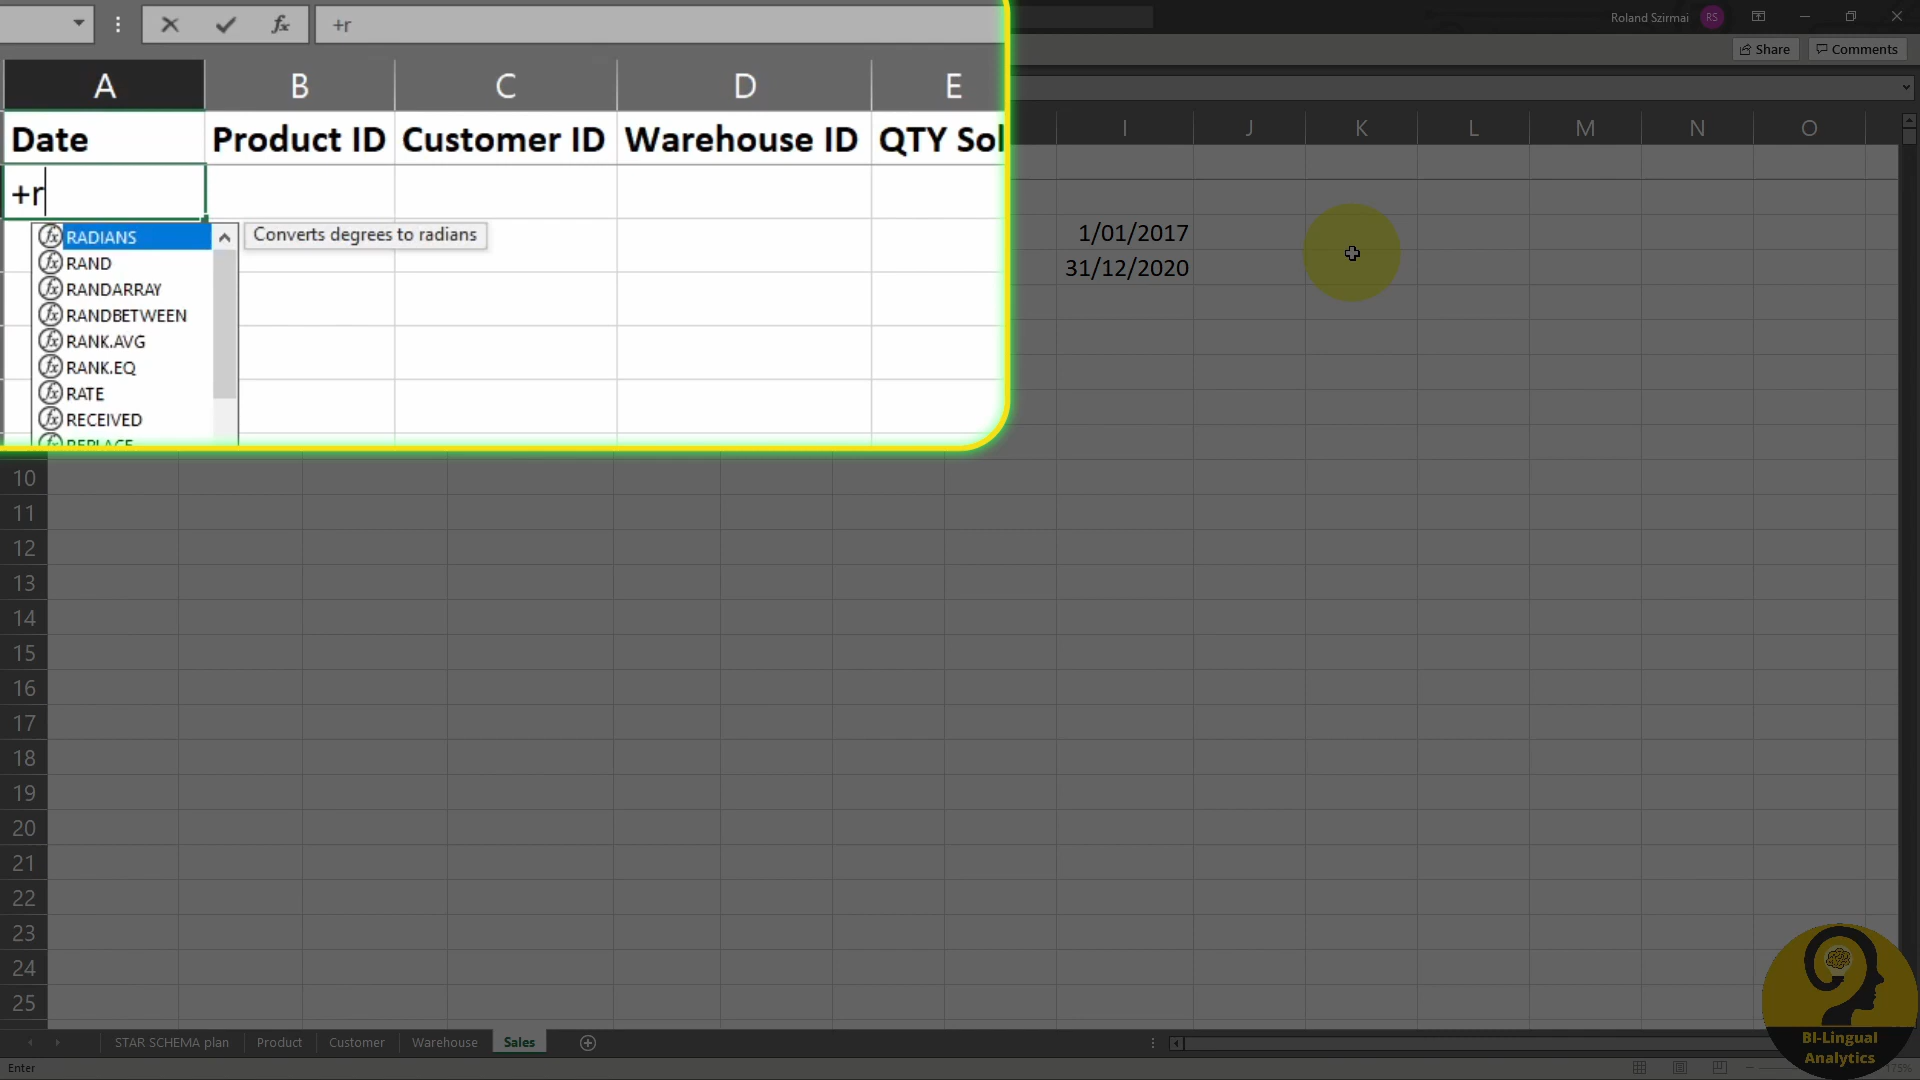 +r
Roland Szirmai RS
Share Comments
A B C D E I J K L M N O
Date Product ID Customer ID Warehouse ID QTY Sol
+r
RADIANS Converts degrees to radians
RAND
RANDARRAY
RANDBETWEEN
RANK.AVG
RANK.EQ
RATE
RECEIVED
REPLACE
1/01/2017
31/12/2020
10
11
12
13
14
15
16
17
18
19
20
21
22
23
24
25
STAR SCHEMA plan Product Customer Warehouse Sales
Enter
175%
BI-Lingual
Analytics